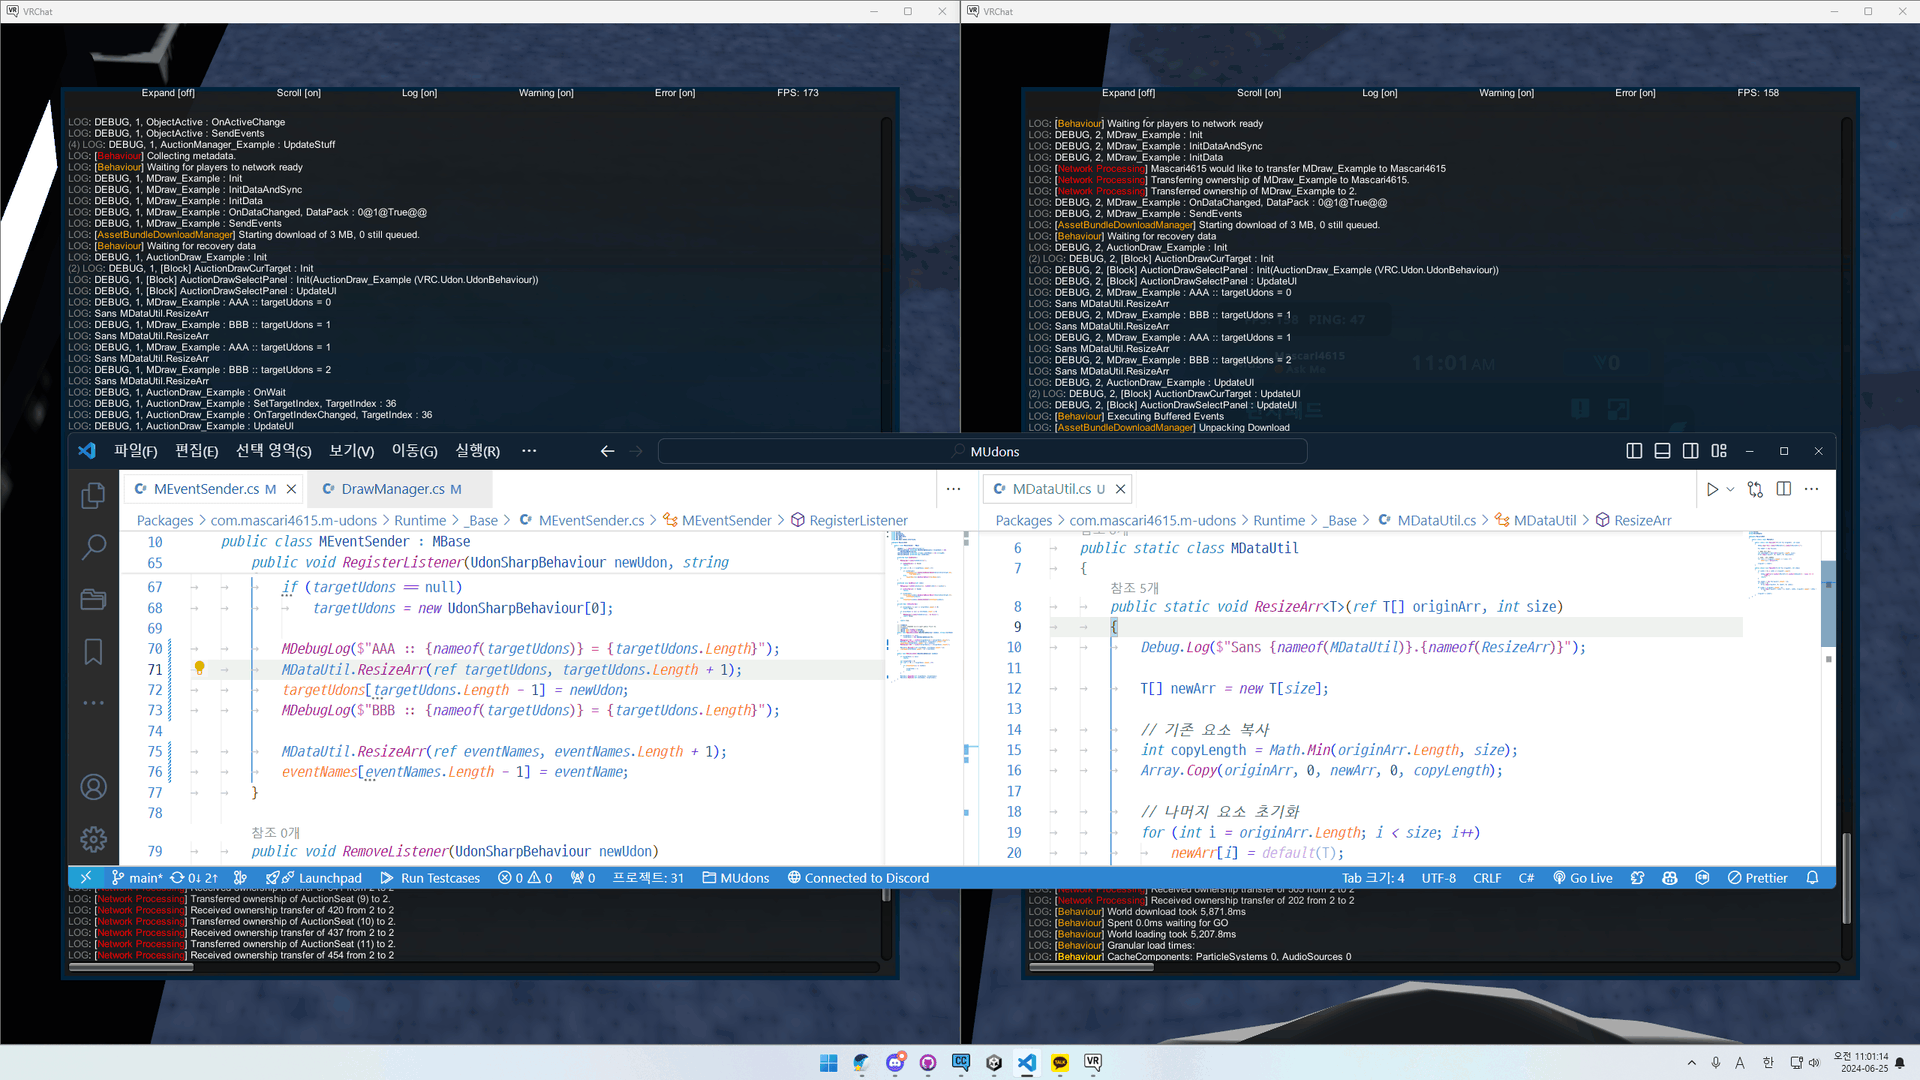 VRChat
Expand [off] Scroll [on] Log [on] Warning [on] Error [on] FPS: 173
LOG: DEBUG, 1, ObjectActive : OnActiveChange
LOG: DEBUG, 1, ObjectActive : SendEvents
(4) LOG: DEBUG, 1, AuctionManager_Example : UpdateStuff
LOG: [Behaviour] Collecting metadata.
LOG: [Behaviour] Waiting for players to network ready
LOG: DEBUG, 1, MDraw_Example : Init
LOG: DEBUG, 1, MDraw_Example : InitDataAndSync
LOG: DEBUG, 1, MDraw_Example : InitData
LOG: DEBUG, 1, MDraw_Example : OnDataChanged, DataPack : 0@1@True@@
LOG: DEBUG, 1, MDraw_Example : SendEvents
LOG: [AssetBundleDownloadManager] Starting download of 3 MB, 0 still queued.
LOG: [Behaviour] Waiting for recovery data
LOG: DEBUG, 1, AuctionDraw_Example : Init
(2) LOG: DEBUG, 1, [Block] AuctionDrawCurTarget : Init
LOG: DEBUG, 1, [Block] AuctionDrawSelectPanel : Init(AuctionDraw_Example (VRC.Udon.UdonBehaviour))
LOG: DEBUG, 1, [Block] AuctionDrawSelectPanel : UpdateUI
LOG: DEBUG, 1, MDraw_Example : AAA :: targetUdons = 0
LOG: Sans MDataUtil.ResizeArr
LOG: DEBUG, 1, MDraw_Example : BBB :: targetUdons = 1
LOG: Sans MDataUtil.ResizeArr
LOG: DEBUG, 1, MDraw_Example : AAA :: targetUdons = 1
LOG: Sans MDataUtil.ResizeArr
LOG: DEBUG, 1, MDraw_Example : BBB :: targetUdons = 2
LOG: Sans MDataUtil.ResizeArr
LOG: DEBUG, 1, AuctionDraw_Example : OnWait
LOG: DEBUG, 1, AuctionDraw_Example : SetTargetIndex, TargetIndex : 36
LOG: DEBUG, 1, AuctionDraw_Example : OnTargetIndexChanged, TargetIndex : 36
LOG: DEBUG, 1, AuctionDraw_Example : UpdateUI
VRChat
Expand [off] Scroll [on] Log [on] Warning [on] Error [on] FPS: 158
LOG: [Behaviour] Waiting for players to network ready
LOG: DEBUG, 2, MDraw_Example : Init
LOG: DEBUG, 2, MDraw_Example : InitDataAndSync
LOG: DEBUG, 2, MDraw_Example : InitData
LOG: [Network Processing] Mascari4615 would like to transfer MDraw_Example to Mascari4615
LOG: [Network Processing] Transferring ownership of MDraw_Example to Mascari4615.
LOG: [Network Processing] Transferred ownership of MDraw_Example to 2.
LOG: DEBUG, 2, MDraw_Example : OnDataChanged, DataPack : 0@1@True@@
LOG: DEBUG, 2, MDraw_Example : SendEvents
LOG: [AssetBundleDownloadManager] Starting download of 3 MB, 0 still queued.
LOG: [Behaviour] Waiting for recovery data
LOG: DEBUG, 2, AuctionDraw_Example : Init
(2) LOG: DEBUG, 2, [Block] AuctionDrawCurTarget : Init
LOG: DEBUG, 2, [Block] AuctionDrawSelectPanel : Init(AuctionDraw_Example (VRC.Udon.UdonBehaviour))
LOG: DEBUG, 2, [Block] AuctionDrawSelectPanel : UpdateUI
LOG: DEBUG, 2, MDraw_Example : AAA :: targetUdons = 0
LOG: Sans MDataUtil.ResizeArr
LOG: DEBUG, 2, MDraw_Example : BBB :: targetUdons = 1
PING: 47
LOG: Sans MDataUtil.ResizeArr
LOG: DEBUG, 2, MDraw_Example : AAA :: targetUdons = 1
LOG: Sans MDataUtil.ResizeArr
Mascari4615
LOG: DEBUG, 2, MDraw_Example : BBB :: targetUdons = 2
11:01 AM
0
LOG: Sans MDataUtil.ResizeArr
Ask Me
LOG: DEBUG, 2, AuctionDraw_Example : UpdateUI
(2) LOG: DEBUG, 2, [Block] AuctionDrawCurTarget : UpdateUI
LOG: DEBUG, 2, [Block] AuctionDrawSelectPanel : UpdateUI
LOG: [Behaviour] Executing Buffered Events
LOG: [AssetBundleDownloadManager] Unpacking Download
파일(F) 편집(E) 선택 영역(S) 보기(V) 이동(G) 실행(R) ··· MUdons
MEventSender.cs M DrawManager.cs M
Packages > com.mascari4615.m-udons > Runtime > _Base > MEventSender.cs > MEventSender > RegisterListener
10 public class MEventSender : MBase
65 public void RegisterListener(UdonSharpBehaviour newUdon, string
67 if (targetUdons == null)
68 targetUdons = new UdonSharpBehaviour[0];
69
70 MDebugLog($"AAA :: {nameof(targetUdons)} = {targetUdons.Length}");
71 MDataUtil.ResizeArr(ref targetUdons, targetUdons.Length + 1);
72 targetUdons[targetUdons.Length - 1] = newUdon;
73 MDebugLog($"BBB :: {nameof(targetUdons)} = {targetUdons.Length}");
74
75 MDataUtil.ResizeArr(ref eventNames, eventNames.Length + 1);
76 eventNames[eventNames.Length - 1] = eventName;
77 }
78
참조 0개
79 public void RemoveListener(UdonSharpBehaviour newUdon)
MDataUtil.cs U
Packages > com.mascari4615.m-udons > Runtime > _Base > MDataUtil.cs > MDataUtil > ResizeArr
6 public static class MDataUtil
7 {
참조 5개
8 public static void ResizeArr<T>(ref T[] originArr, int size)
9 {
10 Debug.Log($"Sans {nameof(MDataUtil)}.{nameof(ResizeArr)}");
11
12 T[] newArr = new T[size];
13
14 // 기존 요소 복사
15 int copyLength = Math.Min(originArr.Length, size);
16 Array.Copy(originArr, 0, newArr, 0, copyLength);
17
18 // 나머지 요소 초기화
19 for (int i = originArr.Length; i < size; i++)
20 newArr[i] = default(T);
main* 0↓ 2↑ Launchpad Run Testcases 0 0 0 프로젝트: 31 MUdons Connected to Discord Tab 크기: 4 UTF-8 CRLF C# Go Live Prettier
LOG: [Network Processing] Transferred ownership of AuctionSeat (9) to 2.
LOG: [Network Processing] Received ownership transfer of 420 from 2 to 2
LOG: [Network Processing] Transferred ownership of AuctionSeat (10) to 2.
LOG: [Network Processing] Received ownership transfer of 437 from 2 to 2
LOG: [Network Processing] Transferred ownership of AuctionSeat (11) to 2.
LOG: [Network Processing] Received ownership transfer of 454 from 2 to 2
LOG: [Network Processing] Received ownership transfer of 202 from 2 to 2
LOG: [Behaviour] World download took 5,871.8ms
LOG: [Behaviour] Spent 0.0ms waiting for GO
LOG: [Behaviour] World loading took 5,207.8ms
LOG: [Behaviour] Granular load times:
LOG: [Behaviour] CacheComponents: ParticleSystems 0, AudioSources 0
A 한 오전 11:01:14
2024-06-25